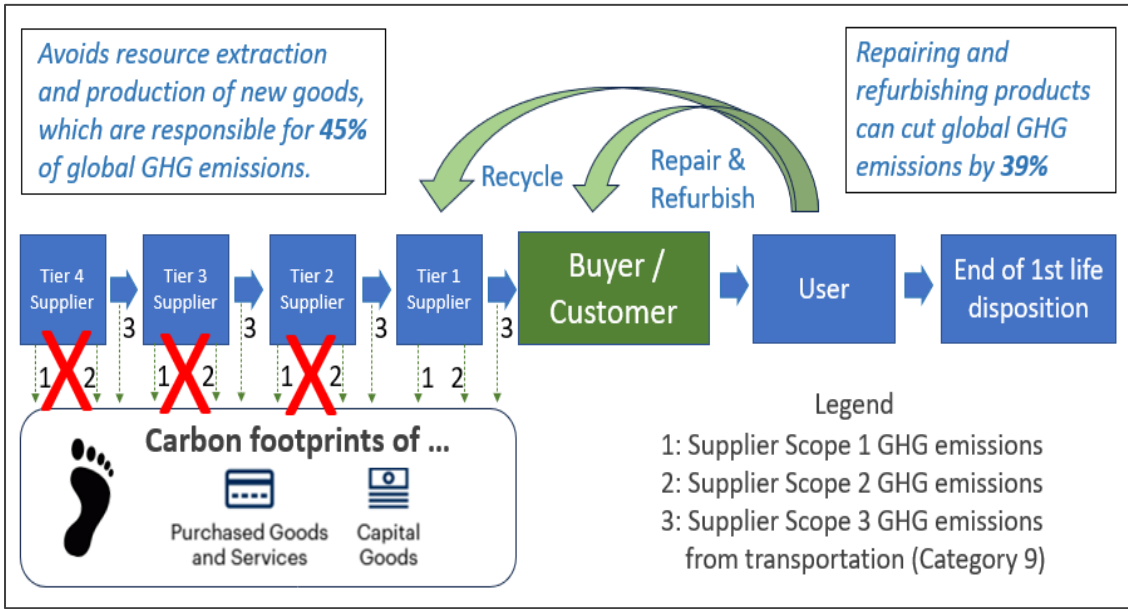 Avoids resource extraction
and production of new goods,
which are responsible for 45%
of global GHG emissions.
Repairing and
refurbishing products
can cut global GHG
emissions by 39%
Recycle
Repair &
Refurbish
Tier 4
Supplier
Tier 3
Supplier
Tier 2
Supplier
Tier 1
Supplier
Buyer /
Customer
User
End of 1st life
disposition
3
3
3
3
1
2
1
2
1
2
1
2
Carbon footprints of ...
Purchased Goods
and Services
Capital
Goods
Legend
1: Supplier Scope 1 GHG emissions
2: Supplier Scope 2 GHG emissions
3: Supplier Scope 3 GHG emissions
from transportation (Category 9)